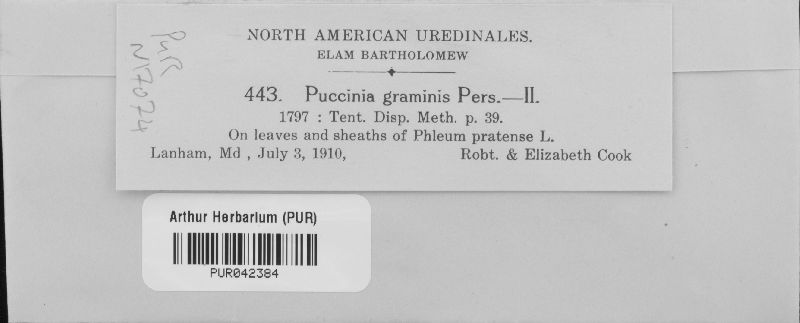 NORTH AMERICAN UREDINALES.
ELAM BARTHOLOMEW
443. Puccinia graminis Pers.—II.
1797 : Tent. Disp. Meth. p. 39.
On leaves and sheaths of Phleum pratense L.
Lanham, Md , July 3, 1910, Robt. & Elizabeth Cook
PUR
N17074
Arthur Herbarium (PUR)
PUR042384